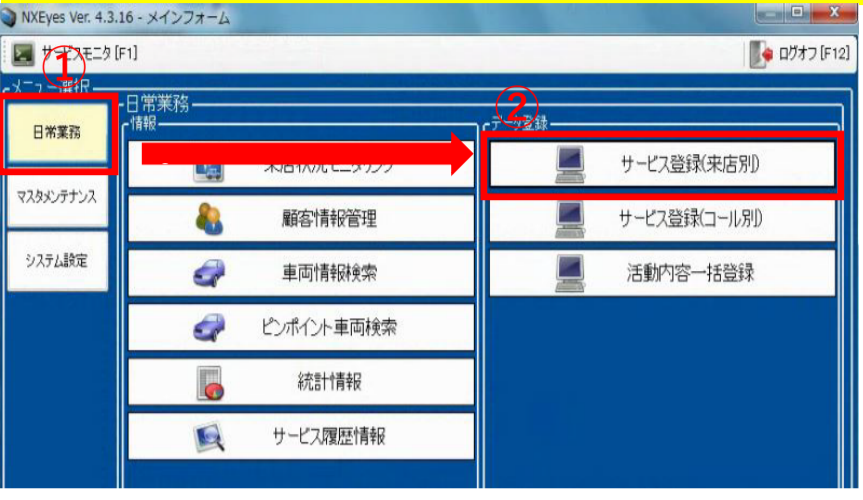 NXEyes Ver. 4.3.16 - メインフォーム
サービスモニタ [F1]
ログオフ [F12]
①
メニュー選択
日常業務
マスタメンテナンス
システム設定
日常業務
情報
顧客情報管理
車両情報検索
ピンポイント車両検索
統計情報
サービス履歴情報
②
データ登録
サービス登録(来店別)
サービス登録(コール別)
活動内容一括登録